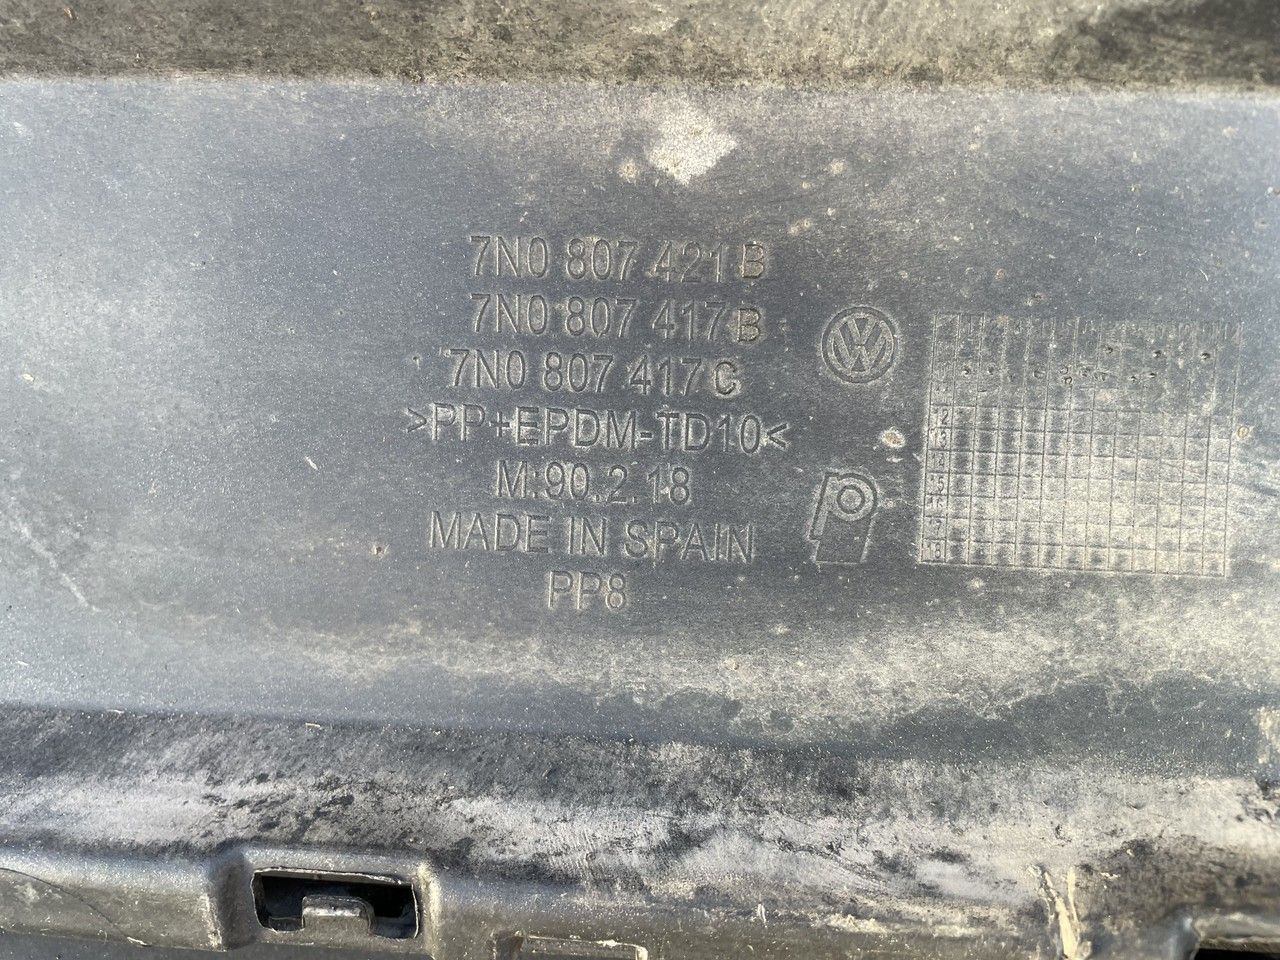 7N0 807 421 B
7N0 807 417 B
7N0 807 417 C
>PP+EPDM-TD10<
M:90.2.18
MADE IN SPAIN
PP8